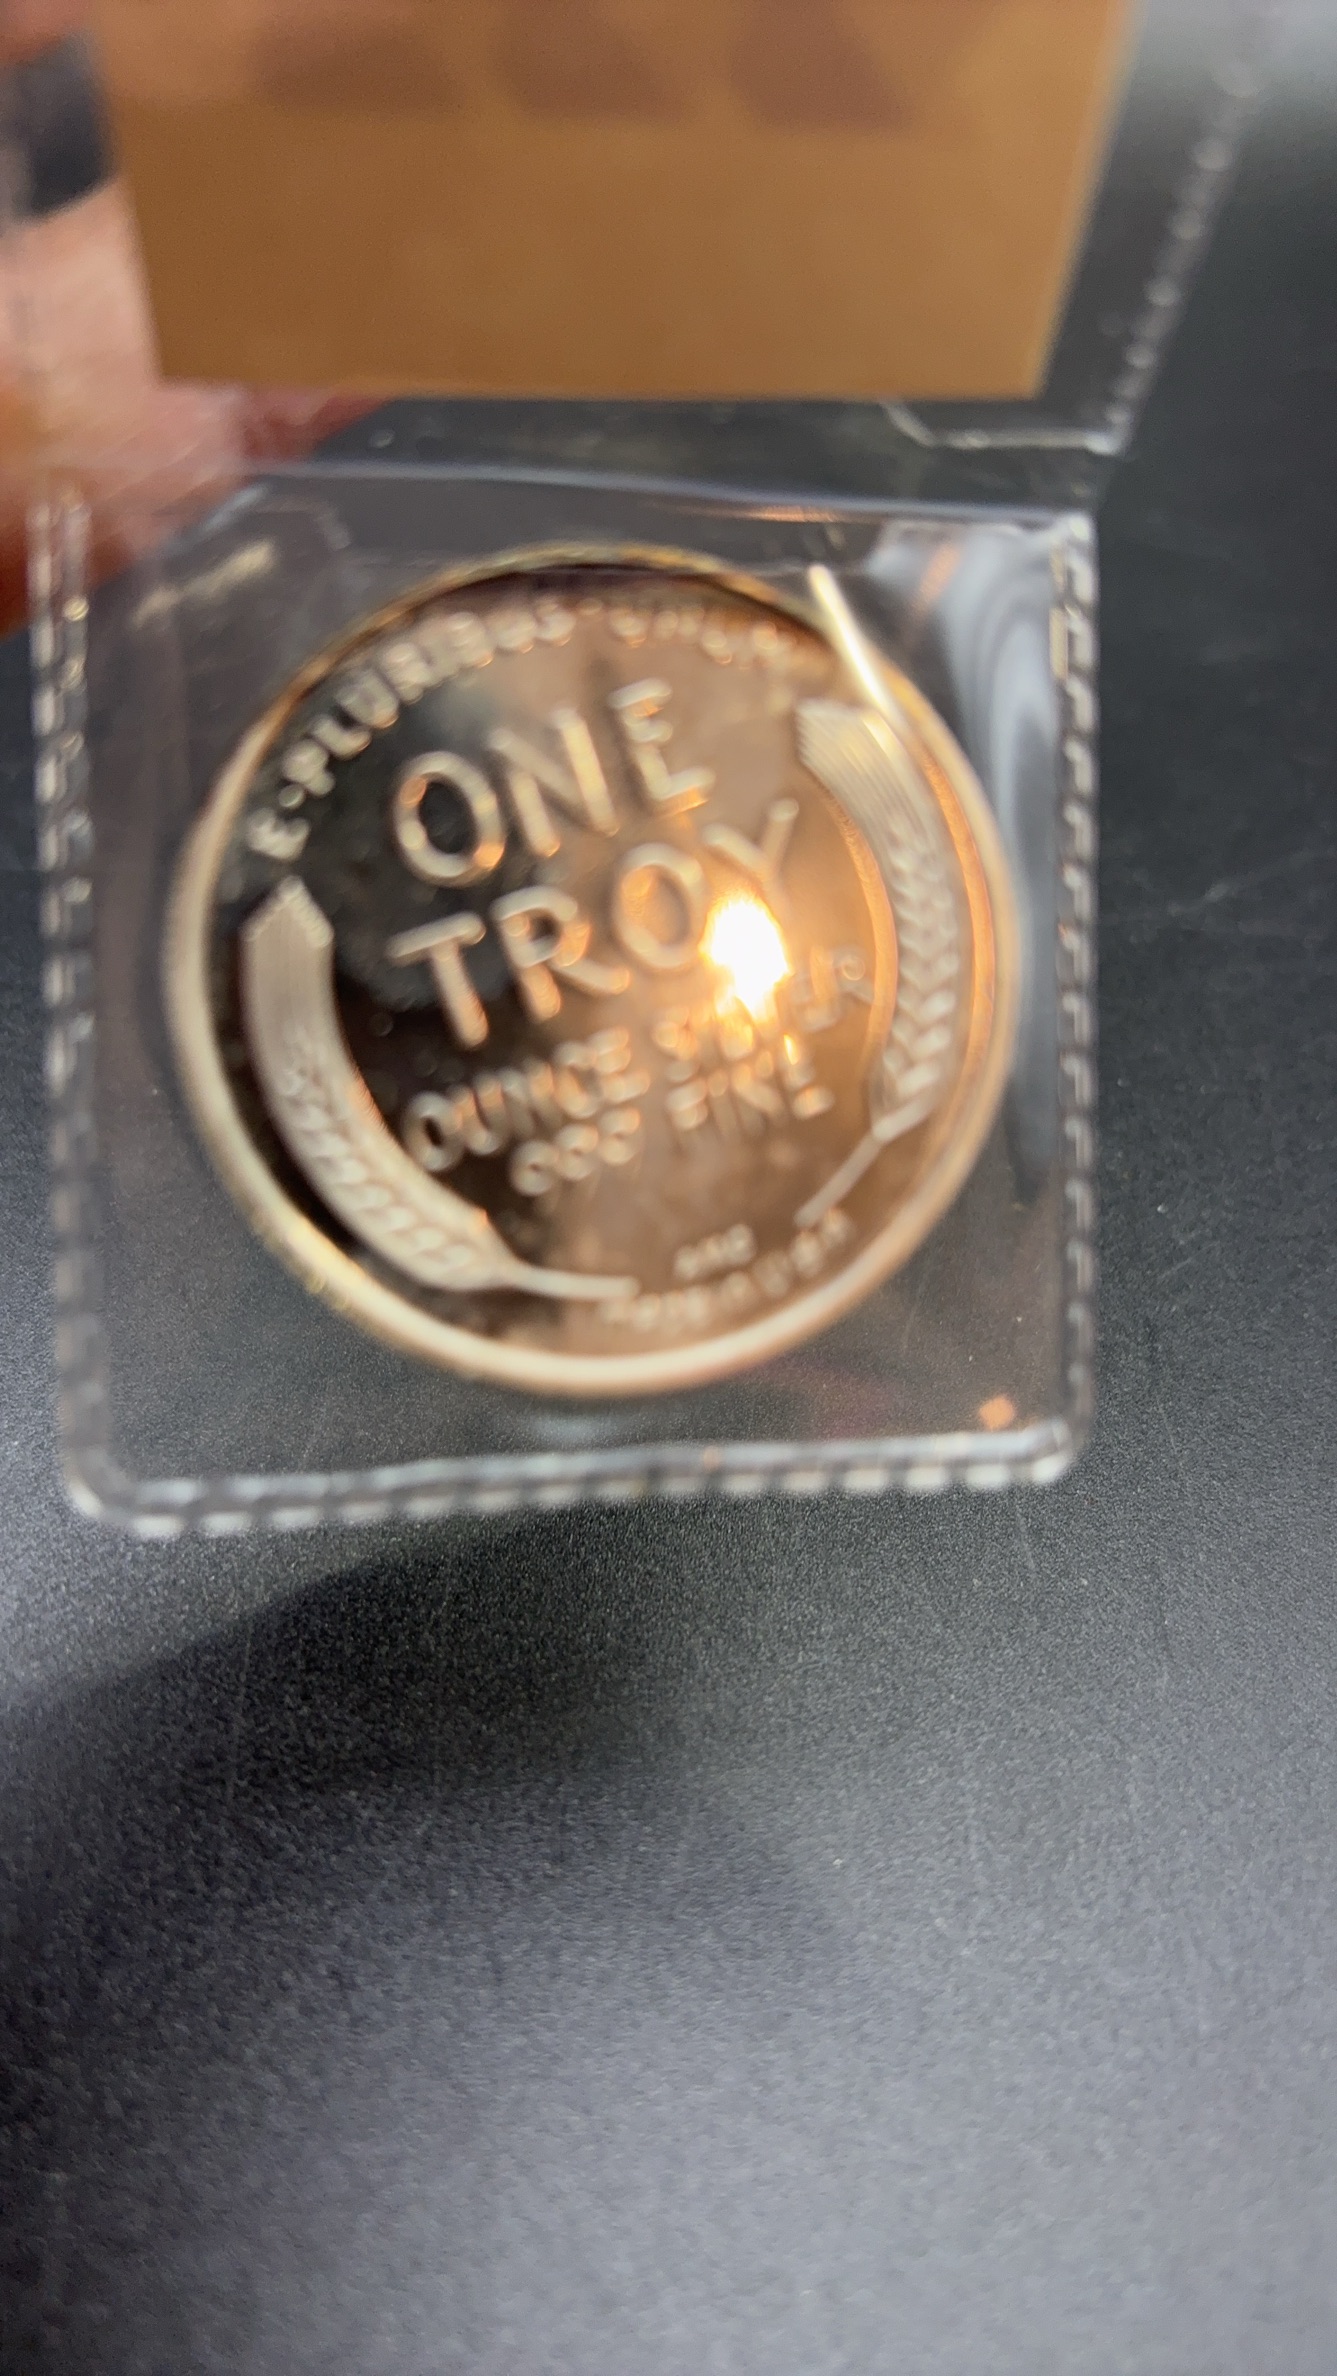 E·PLURIBUS·UNUM
ONE
TROY
OUNCE SILVER
999 FINE